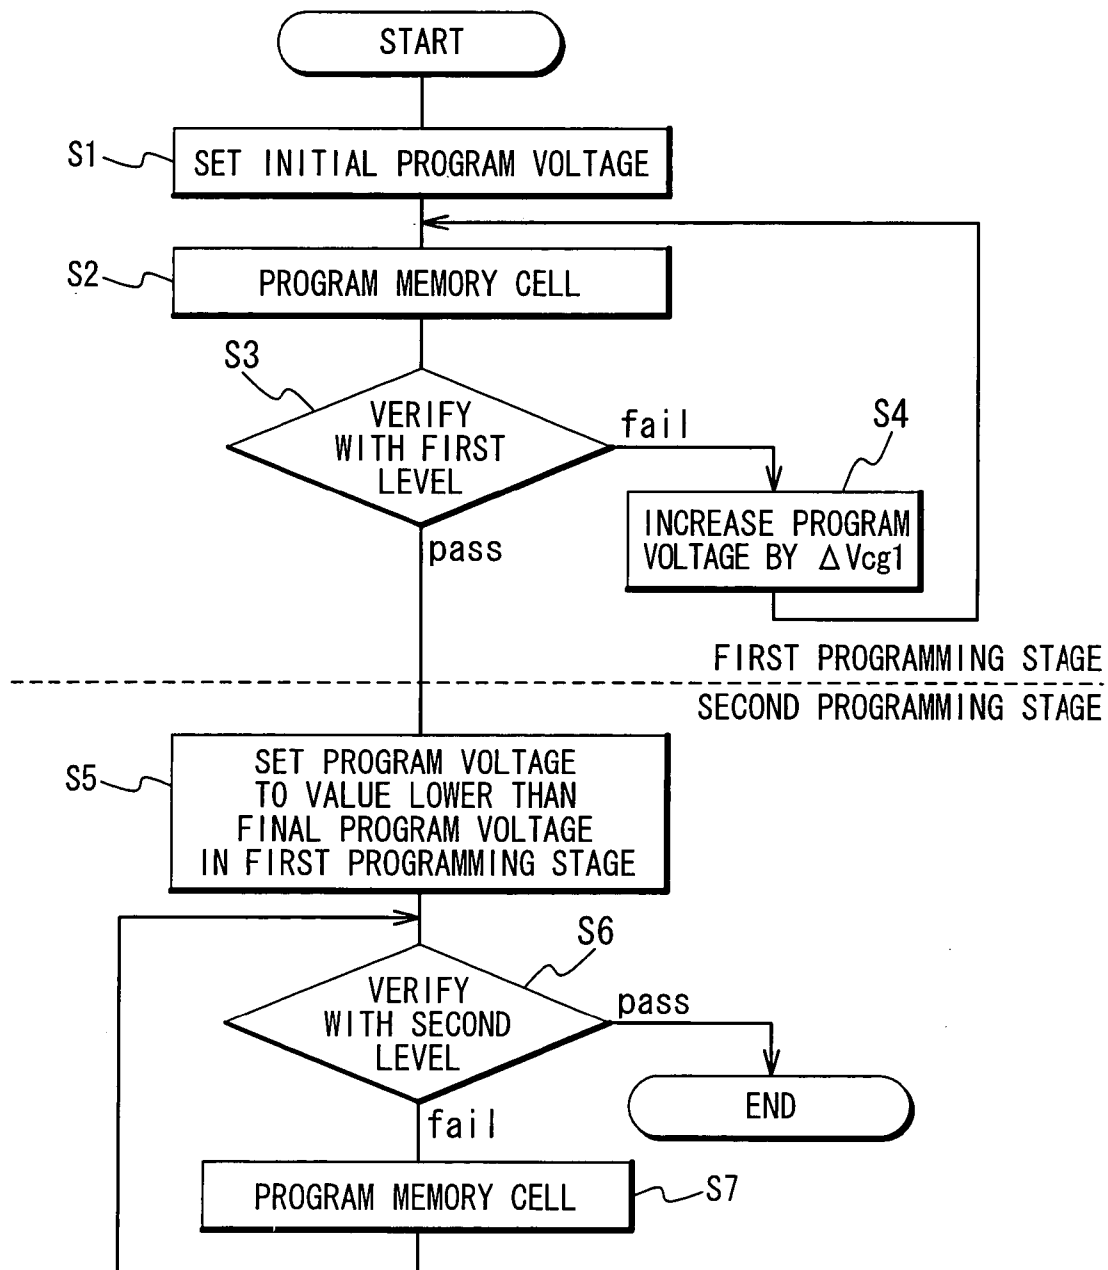 START
S1
SET INITIAL PROGRAM VOLTAGE
S2
PROGRAM MEMORY CELL
S3
VERIFY
WITH FIRST
LEVEL
fail
pass
S4
INCREASE PROGRAM
VOLTAGE BY ΔVcg1
FIRST PROGRAMMING STAGE
SECOND PROGRAMMING STAGE
S5
SET PROGRAM VOLTAGE
TO VALUE LOWER THAN
FINAL PROGRAM VOLTAGE
IN FIRST PROGRAMMING STAGE
S6
VERIFY
WITH SECOND
LEVEL
pass
END
fail
PROGRAM MEMORY CELL
S7